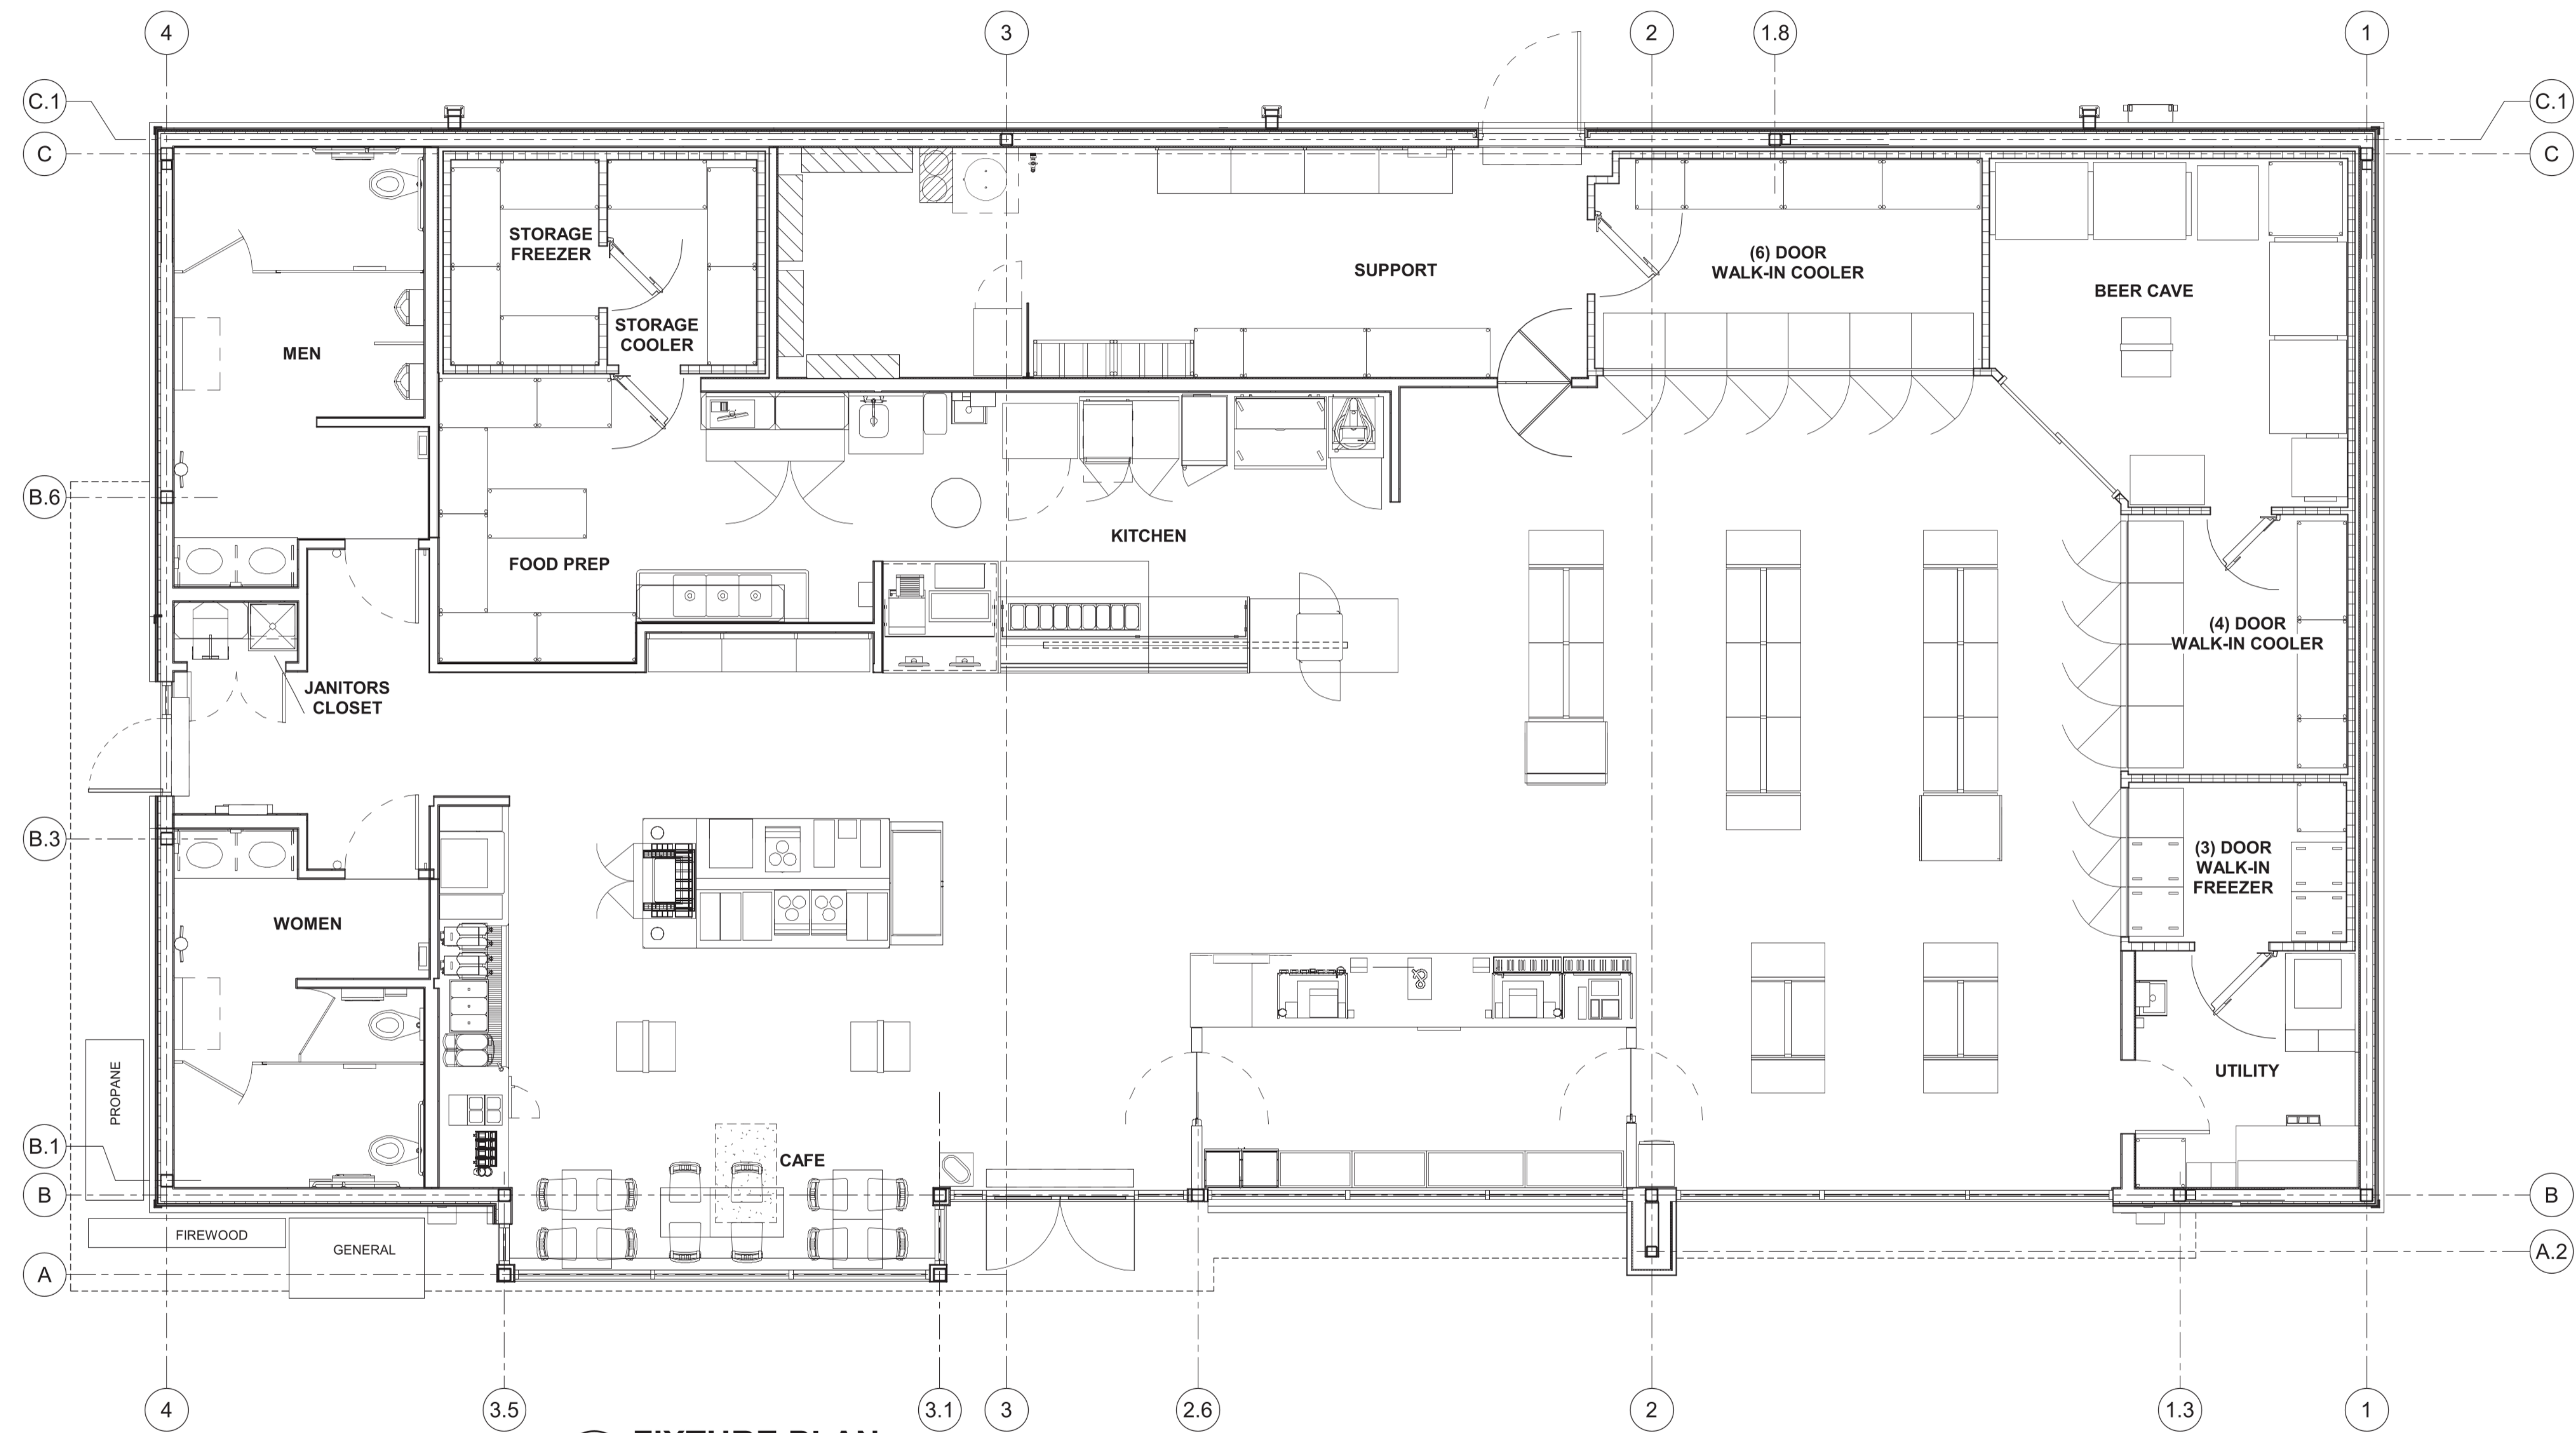 4
3
2
1.8
1
C.1
C.1
C
C
STORAGE
FREEZER
(6) DOOR
WALK-IN COOLER
SUPPORT
BEER CAVE
STORAGE
COOLER
MEN
B.6
KITCHEN
FOOD PREP
(4) DOOR
WALK-IN COOLER
JANITORS
CLOSET
B.3
(3) DOOR
WALK-IN
FREEZER
WOMEN
UTILITY
PROPANE
B.1
CAFE
B
B
FIREWOOD
GENERAL
A
A.2
4
3.5
3.1
3
2.6
2
1.3
1
FIXTURE PLAN